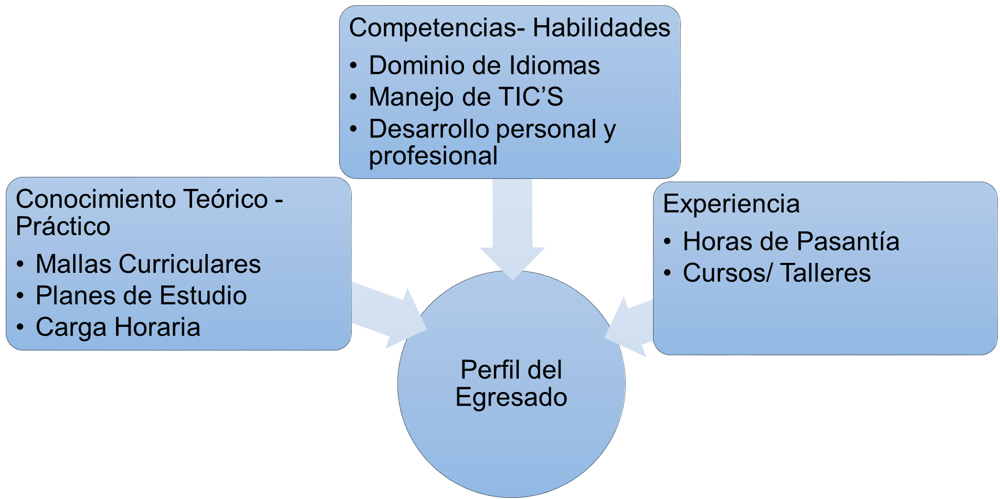 Competencias- Habilidades
• Dominio de Idiomas
• Manejo de TIC’S
• Desarrollo personal y
profesional
Conocimiento Teórico -
Práctico
• Mallas Curriculares
• Planes de Estudio
• Carga Horaria
Experiencia
• Horas de Pasantía
• Cursos/ Talleres
Perfil del
Egresado